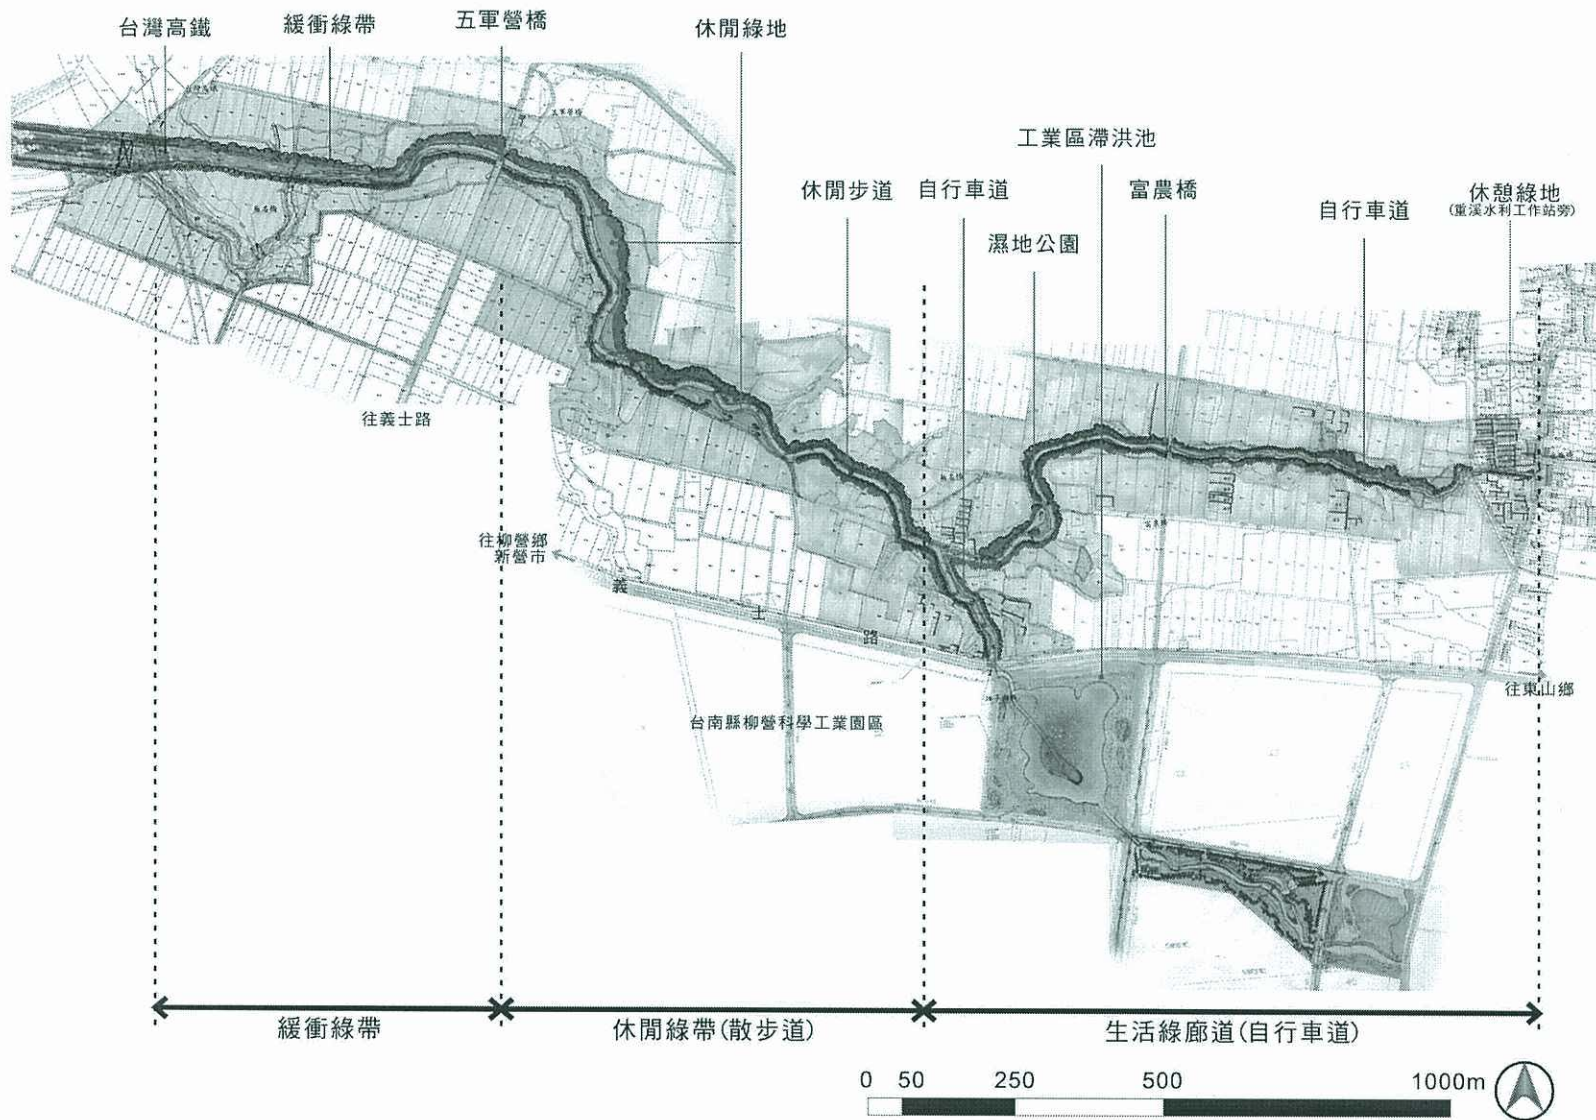 台灣高鐵
緩衝綠帶
五軍營橋
休閒綠地
工業區滯洪池
休閒步道
自行車道
富農橋
濕地公園
自行車道
休憩綠地
(重溪水利工作站旁)
往義士路
往柳營鄉
新營市
義士路
台南縣柳營科學工業園區
往東山鄉
緩衝綠帶
休閒綠帶(散步道)
生活綠廊道(自行車道)
0 50 250 500 1000m